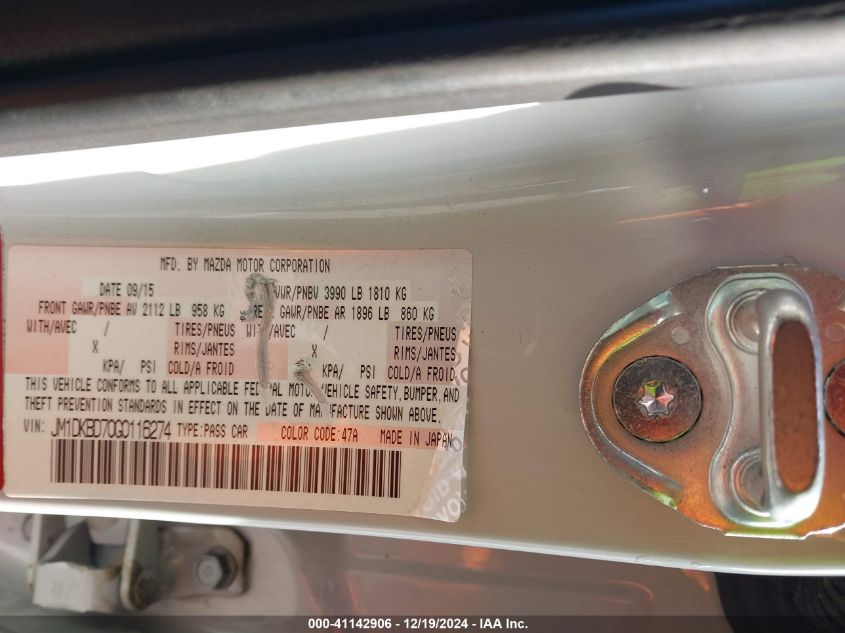 MFD. BY MAZDA MOTOR CORPORATION
DATE 09/15 VWR/PNBV 3990 LB 1810 KG
FRONT GAWR/PNBE AV 2112 LB 958 KG RE GAWR/PNBE AR 1896 LB 860 KG
WITH/AVEC / TIRES/PNEUS WITH/AVEC / TIRES/PNEUS
X RIMS/JANTES X RIMS/JANTES
KPA/ PSI COLD/A FROID KPA/ PSI COLD/A FROID
THIS VEHICLE CONFORMS TO ALL APPLICABLE FEDERAL MOTOR VEHICLE SAFETY, BUMPER, AND
THEFT PREVENTION STANDARDS IN EFFECT ON THE DATE OF MANUFACTURE SHOWN ABOVE.
VIN: JM1DKBD70G0116274 TYPE:PASS CAR COLOR CODE:47A MADE IN JAPAN
000-41142906 - 12/19/2024 - IAA Inc.